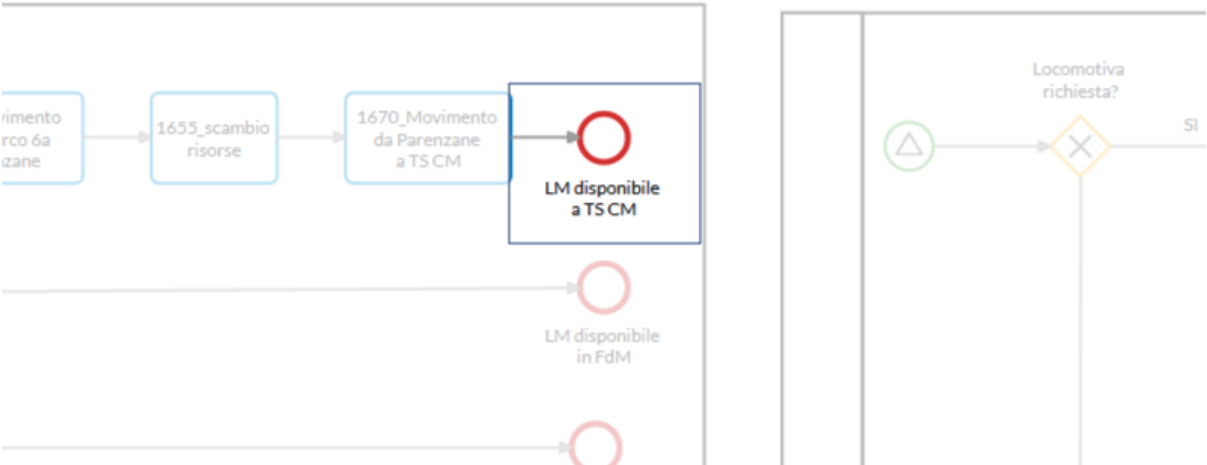 vimento
rco 6a
zane
1655_scambio
risorse
1670_Movimento
da Parenzane
a TS CM
LM disponibile
a TS CM
LM disponibile
in FdM
Locomotiva
richiesta?
SI